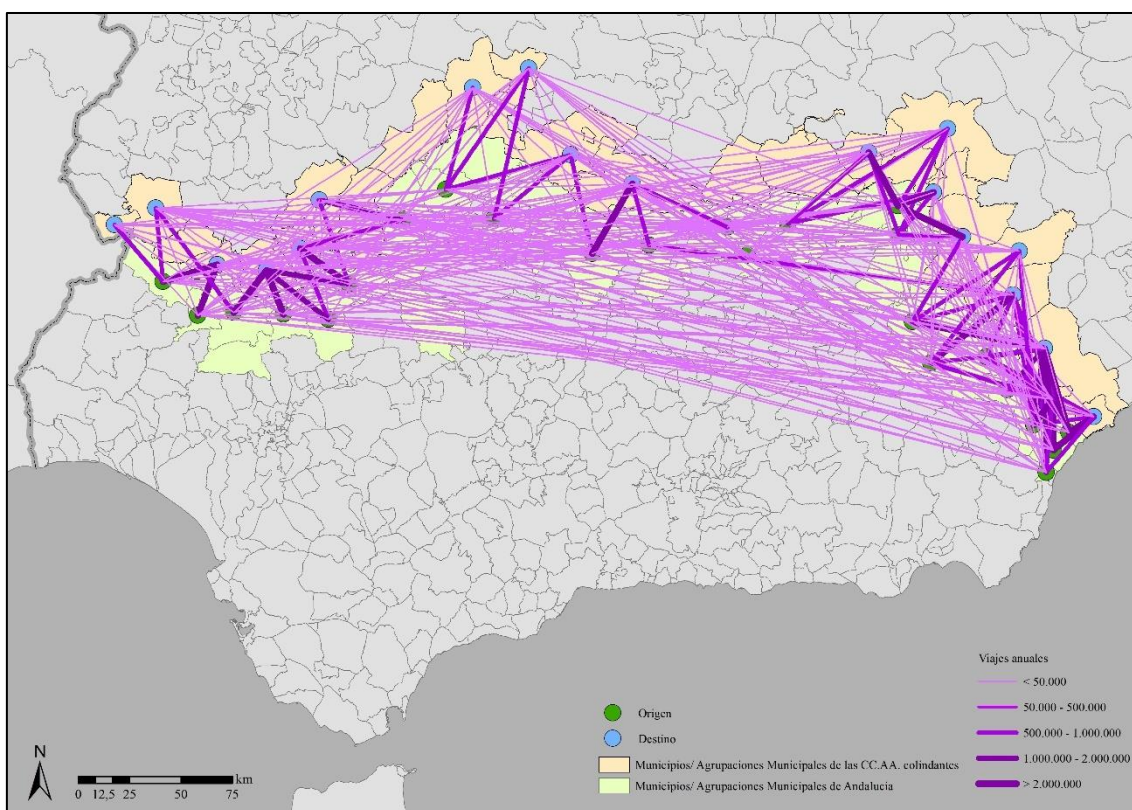 Viajes anuales
< 50.000
50.000 - 500.000
500.000 - 1.000.000
1.000.000 - 2.000.000
> 2.000.000
Origen
Destino
Municipios/ Agrupaciones Municipales de las CC.AA. colindantes
Municipios/ Agrupaciones Municipales de Andalucía
N
km
0 12,5 25 50 75